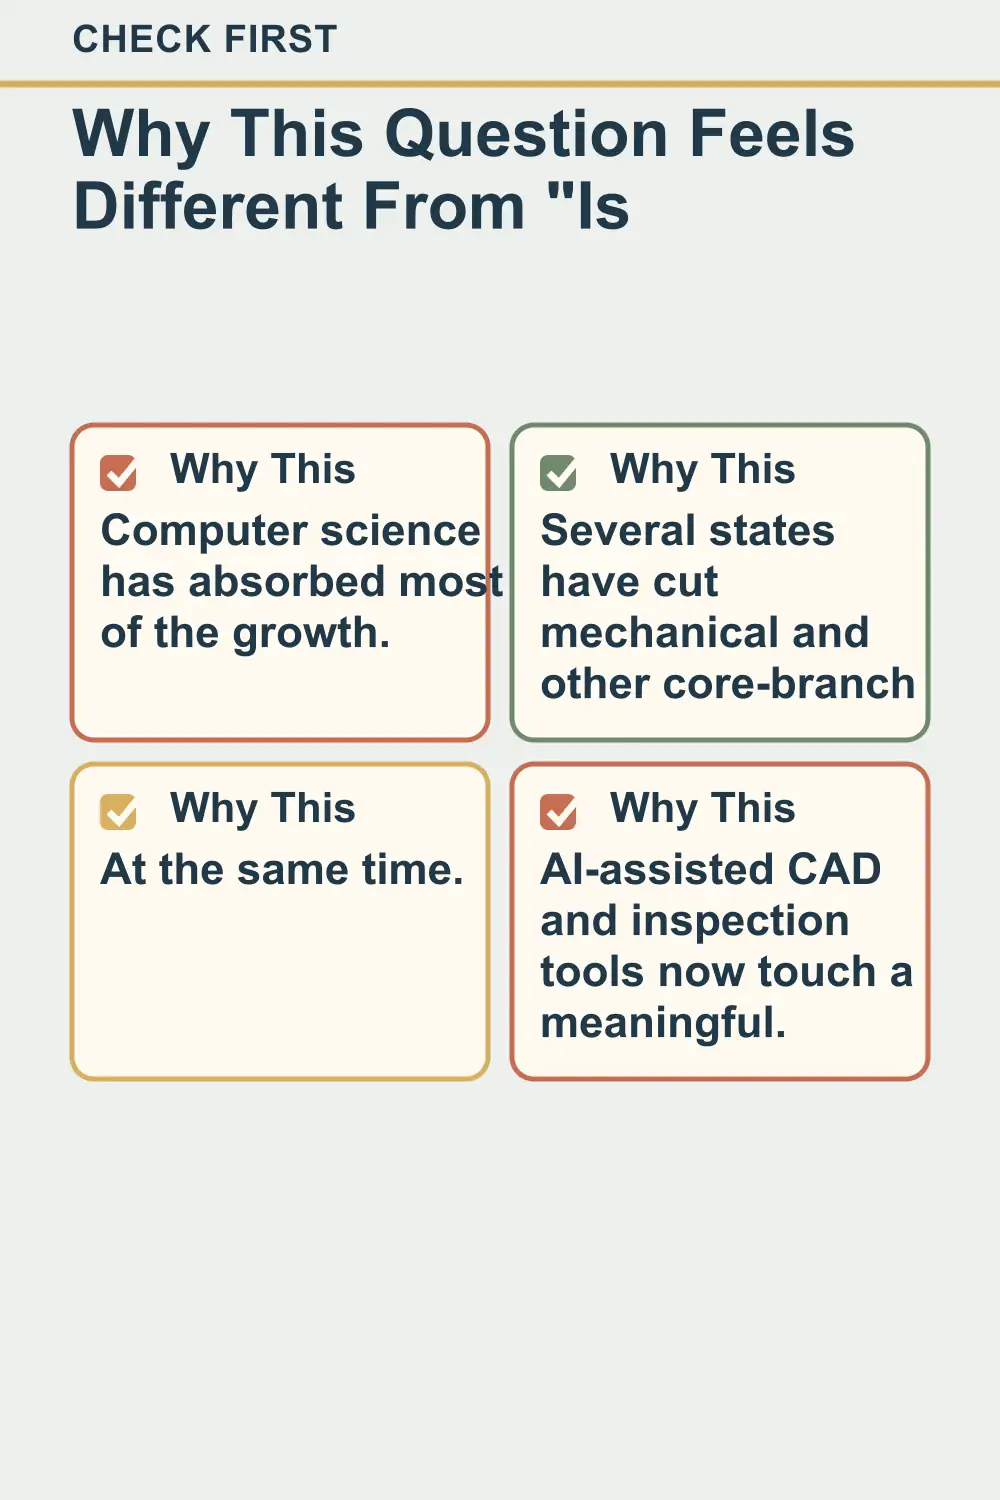 CHECK FIRST
Why This Question Feels
Different From "Is
Why This
Computer science
has absorbed most
of the growth.
Why This
Several states
have cut
mechanical and
other core-branch
Why This
At the same time.
Why This
AI-assisted CAD
and inspection
tools now touch a
meaningful.